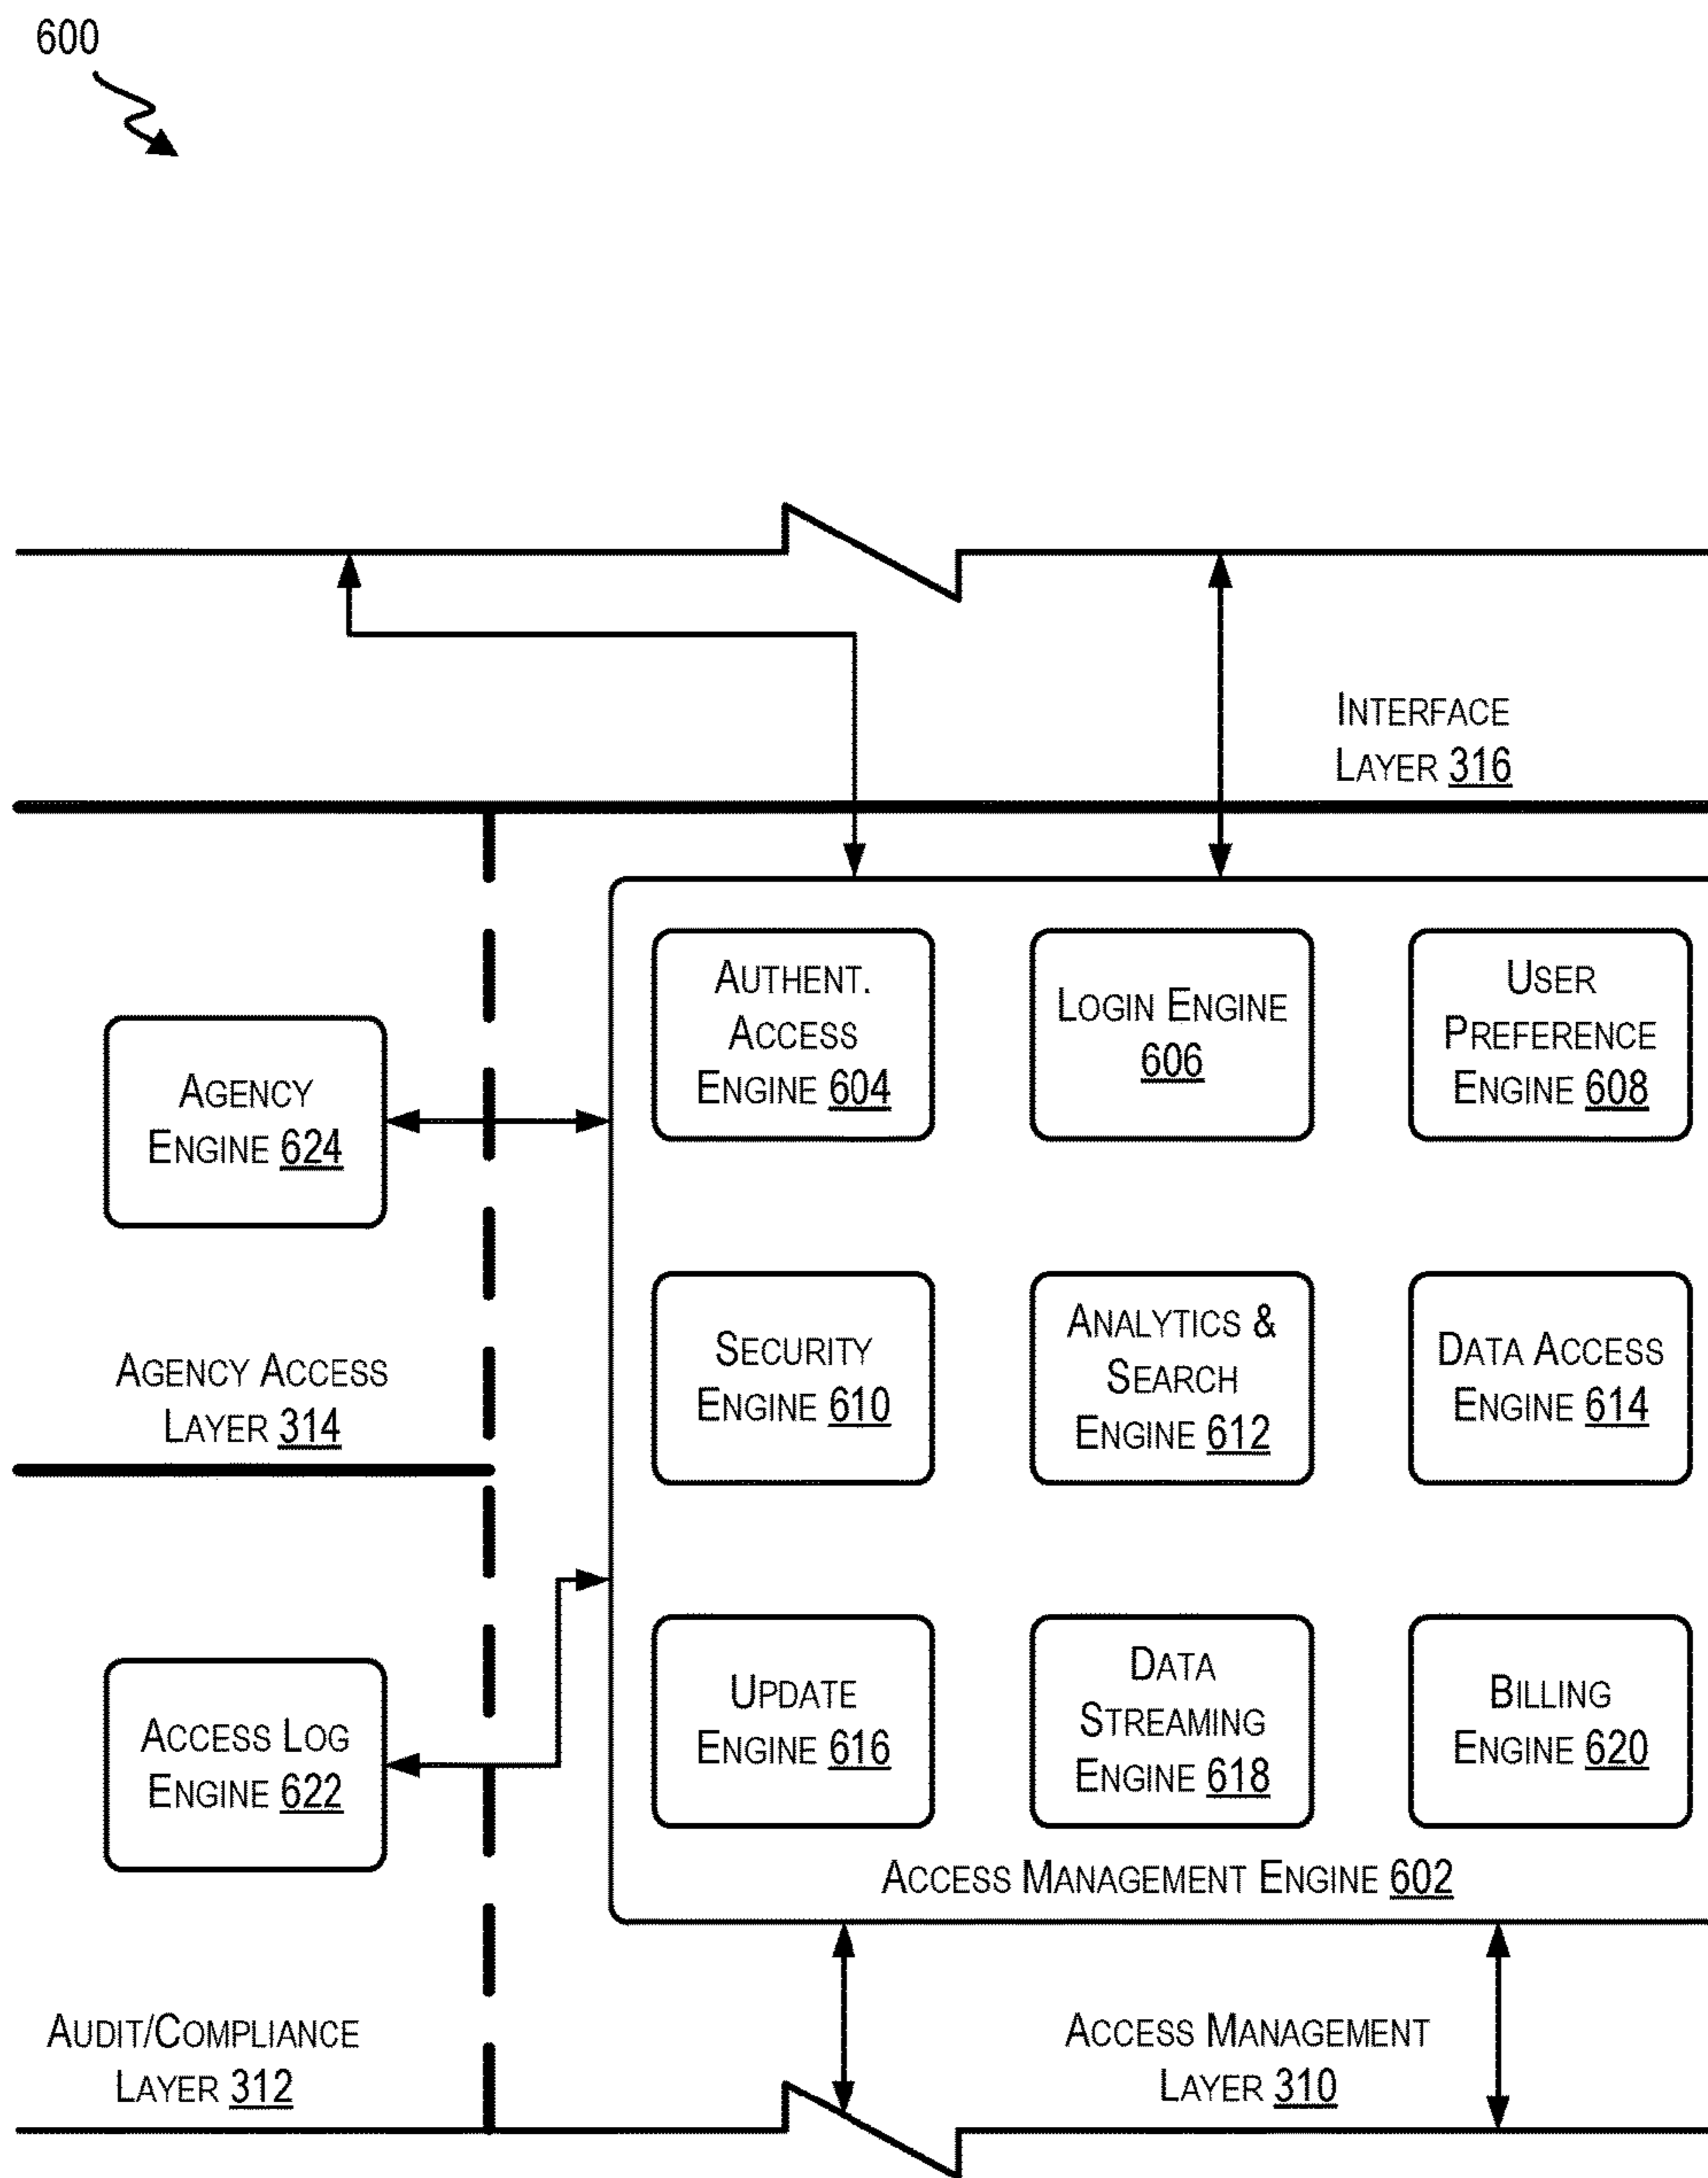 600
INTERFACE
LAYER 316
AUTHENT.
ACCESS
ENGINE 604
LOGIN ENGINE
606
USER
PREFERENCE
ENGINE 608
AGENCY
ENGINE 624
SECURITY
ENGINE 610
ANALYTICS &
SEARCH
ENGINE 612
DATA ACCESS
ENGINE 614
AGENCY ACCESS
LAYER 314
UPDATE
ENGINE 616
DATA
STREAMING
ENGINE 618
BILLING
ENGINE 620
ACCESS LOG
ENGINE 622
ACCESS MANAGEMENT ENGINE 602
AUDIT/COMPLIANCE
LAYER 312
ACCESS MANAGEMENT
LAYER 310